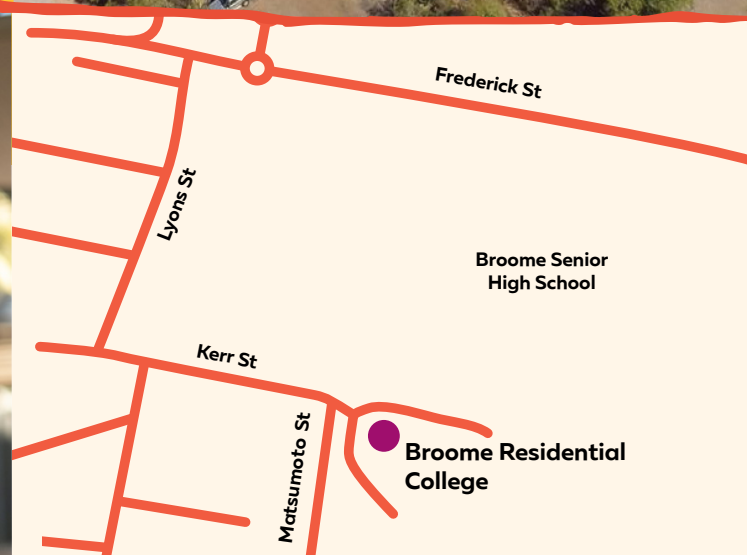 Frederick St
Lyons St
Broome Senior
High School
Kerr St
Matsumoto St
Broome Residential
College